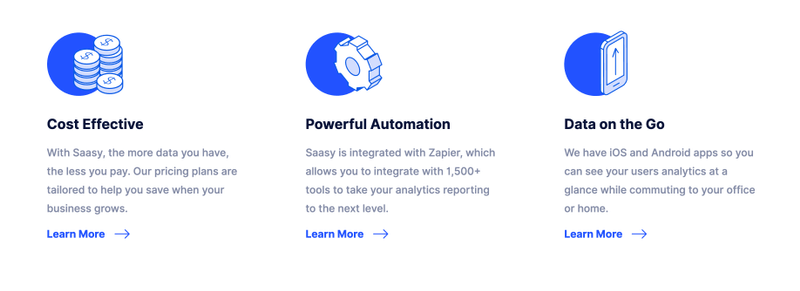 Cost Effective
With Saasy, the more data you have,
the less you pay. Our pricing plans are
tailored to help you save when your
business grows.
Learn More
Powerful Automation
Saasy is integrated with Zapier, which
allows you to integrate with 1,500+
tools to take your analytics reporting
to the next level.
Learn More
Data on the Go
We have iOS and Android apps so you
can see your users analytics at a
glance while commuting to your office
or home.
Learn More